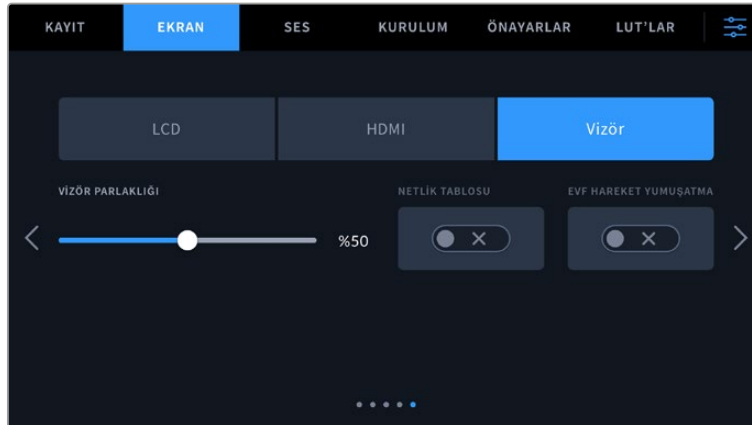 KAYIT EKRAN SES KURULUM ÖNAYARLAR LUT'LAR
LCD HDMI Vizör
VİZÖR PARLAKLIĞI NETLİK TABLOSU EVF HAREKET YUMUŞATMA
%50